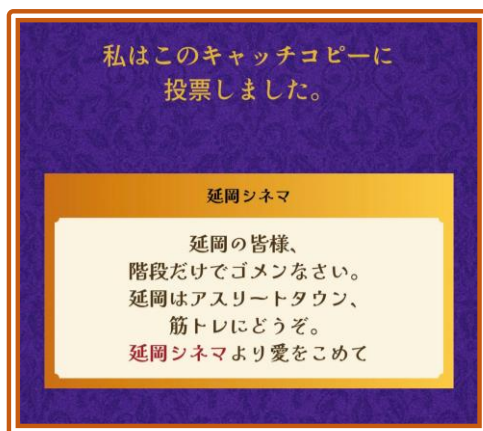 私はこのキャッチコピーに
投票しました。
延岡シネマ
延岡の皆様、
階段だけでゴメンなさい。
延岡はアスリートタウン、
筋トレにどうぞ。
延岡シネマより愛をこめて